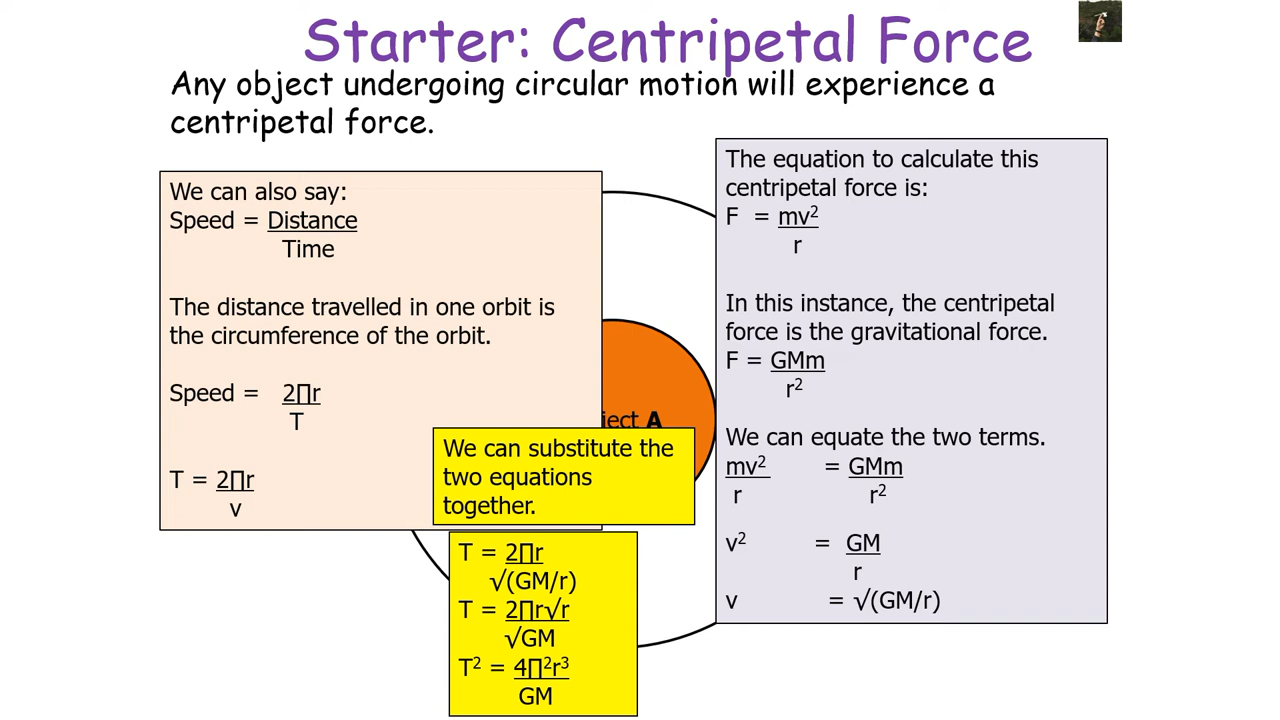 Starter: Centripetal Force
Any object undergoing circular motion will experience a
centripetal force.
We can also say:
Speed = Distance
Time
The distance travelled in one orbit is
the circumference of the orbit.
Speed = 2∏r
T
T = 2∏r
v
The equation to calculate this
centripetal force is:
F = mv²
r
In this instance, the centripetal
force is the gravitational force.
F = GMm
r²
We can equate the two terms.
mv² = GMm
r r²
v² = GM
r
v = √(GM/r)
A
We can substitute the
two equations
together.
T = 2∏r
√(GM/r)
T = 2∏r√r
√GM
T² = 4∏²r³
GM